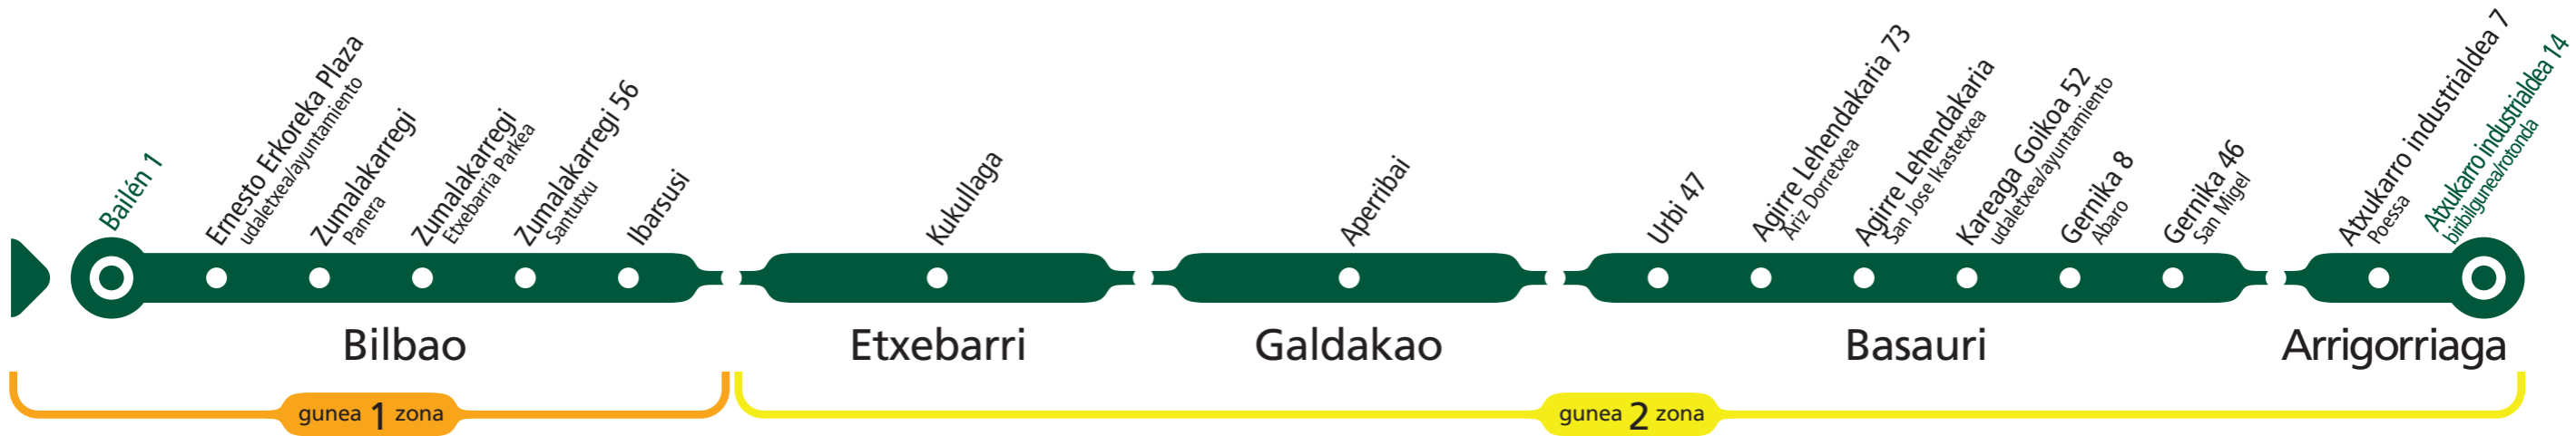 Bailén 1
Ernesto Erkoreka Plaza
udaletxea/ayuntamiento
Zumalakarregi
Panera
Zumalakarregi
Etxebarria Parkea
Zumalakarregi 56
Santutxu
Ibarsusi
Kukullaga
Aperribai
Urbi 47
Agirre Lehendakaria 73
Ariz Dorretxea
Agirre Lehendakaria
San Jose Ikastetxea
Kareaga Goikoa 52
udaletxea/ayuntamiento
Gernika 8
Abaro
Gernika 46
San Migel
Atxukarro industrialdea 7
Poessa
Atxukarro industrialdea 14
biribilgunea/rotonda
Bilbao
Etxebarri
Galdakao
Basauri
Arrigorriaga
gunea 1 zona
gunea 2 zona